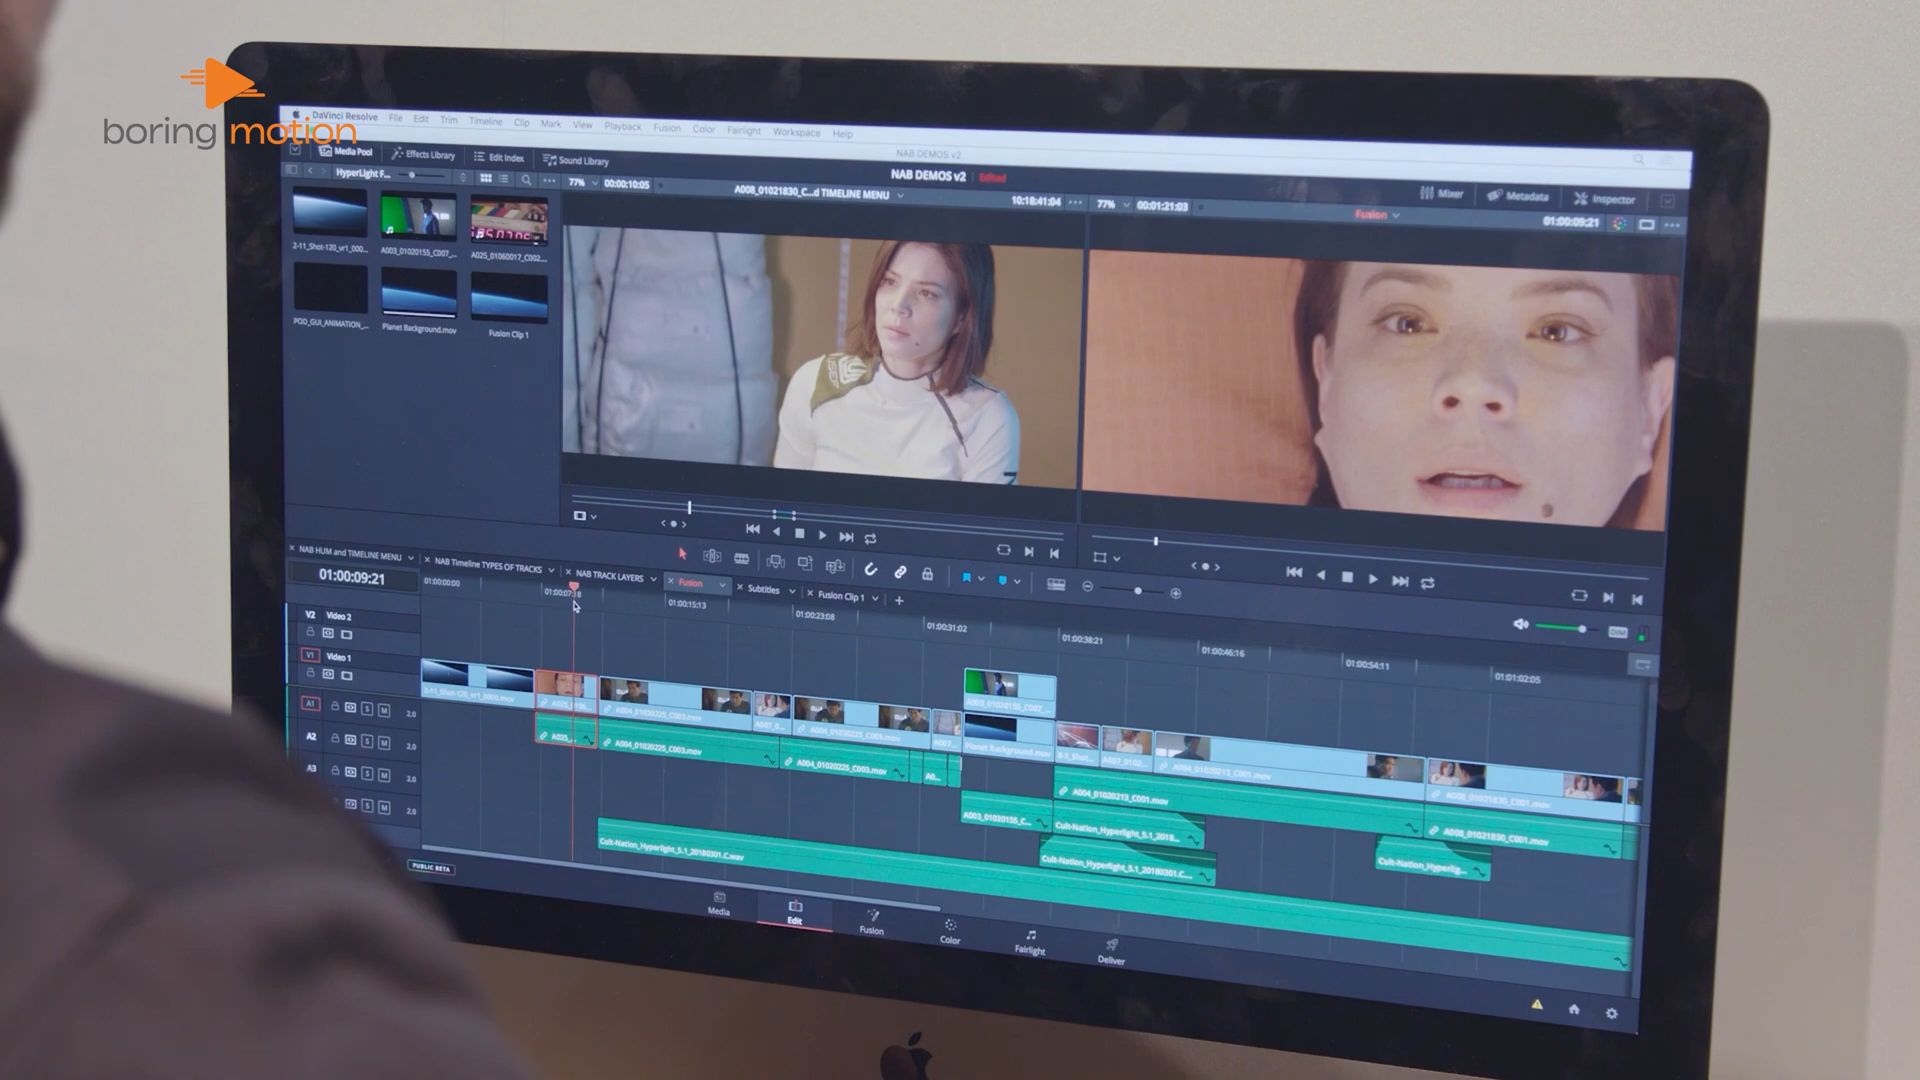 boring motion
DaVinci Resolve File Edit Trim Timeline Clip Mark View Playback Fusion Color Fairlight Workspace Help
NAB DEMOS v2
Media Pool Effects Library Edit Index Sound Library
NAB DEMOS v2 Edited
Mixer Metadata Inspector
HyperLight F... 77% 00:00:10:05 A008_01021830_C...d TIMELINE MENU 10:18:41:04 77% 00:01:21:03 Fusion 01:00:09:21
2-11_Shot-120_vr1_000... A003_01020155_C007_... A025_01060017_C002...
POD_GUI_ANIMATION_... Planet Background.mov Fusion Clip 1
USEF
NAB HUM and TIMELINE MENU NAB Timeline TYPES OF TRACKS NAB TRACK LAYERS Fusion Subtitles Fusion Clip 1
01:00:09:21
01:00:00:00 01:00:07:18 01:00:15:13 01:00:23:08 01:00:31:02 01:00:38:21 01:00:46:16 01:00:54:11 01:01:02:05
DIM
V2 Video 2
V1 Video 1
2-11_Shot-120_vr1_0000.mov A004_01020225_C003.mov A004_01020225_C003.mov A003_01020155_C007... Planet Background.mov A004_01020213_C003.mov A008_01021830_C001.mov
A1 S M 2.0
A025_... A004_01020225_C003.mov A004_01020225_C003.mov A0... A004_01020213_C003.mov A008_01021830_C001.mov
A2 S M 2.0
A003_01020155_C... Cult-Nation_Hyperlight_5.1_2018...
A3 S M 2.0
Cult-Nation_Hyperlight_5.1_20180301.C... Cult-Nation_Hyperlig...
S M 2.0
Cult-Nation_Hyperlight_5.1_20180301.C.wav
PUBLIC BETA
Media Edit Fusion Color Fairlight Deliver